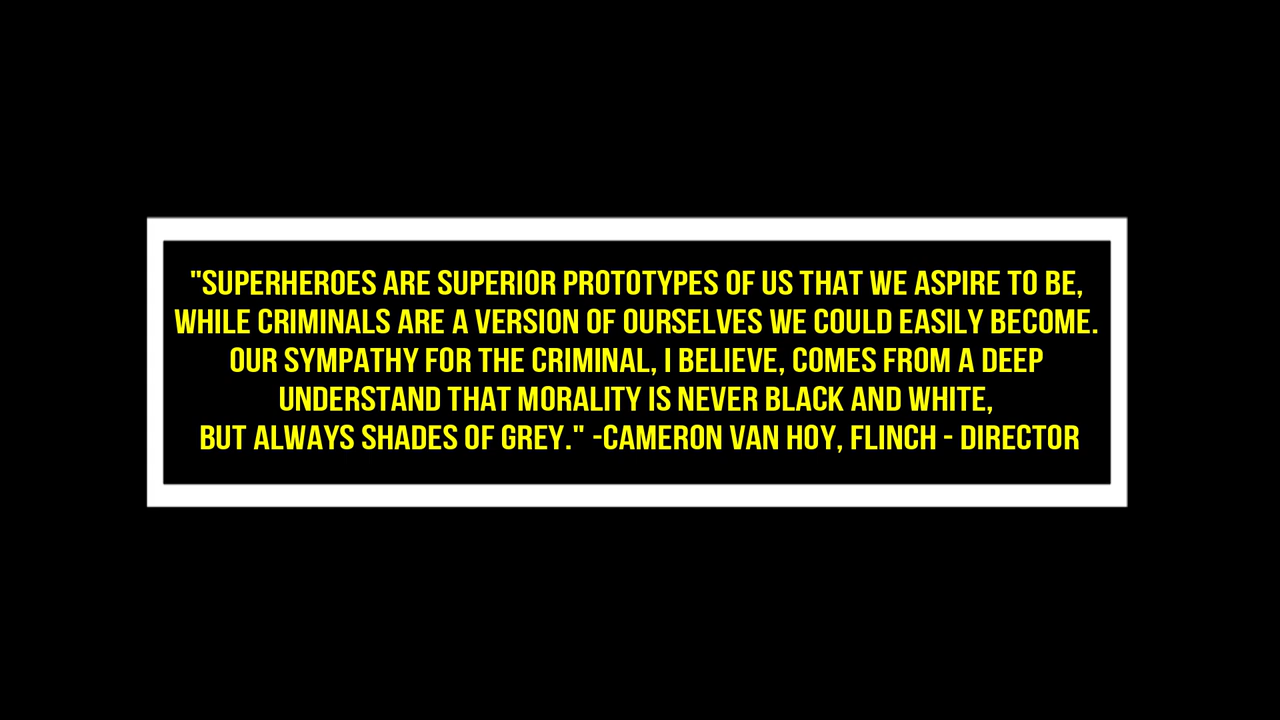 "SUPERHEROES ARE SUPERIOR PROTOTYPES OF US THAT WE ASPIRE TO BE,
WHILE CRIMINALS ARE A VERSION OF OURSELVES WE COULD EASILY BECOME.
OUR SYMPATHY FOR THE CRIMINAL, I BELIEVE, COMES FROM A DEEP
UNDERSTAND THAT MORALITY IS NEVER BLACK AND WHITE,
BUT ALWAYS SHADES OF GREY." -CAMERON VAN HOY, FLINCH - DIRECTOR